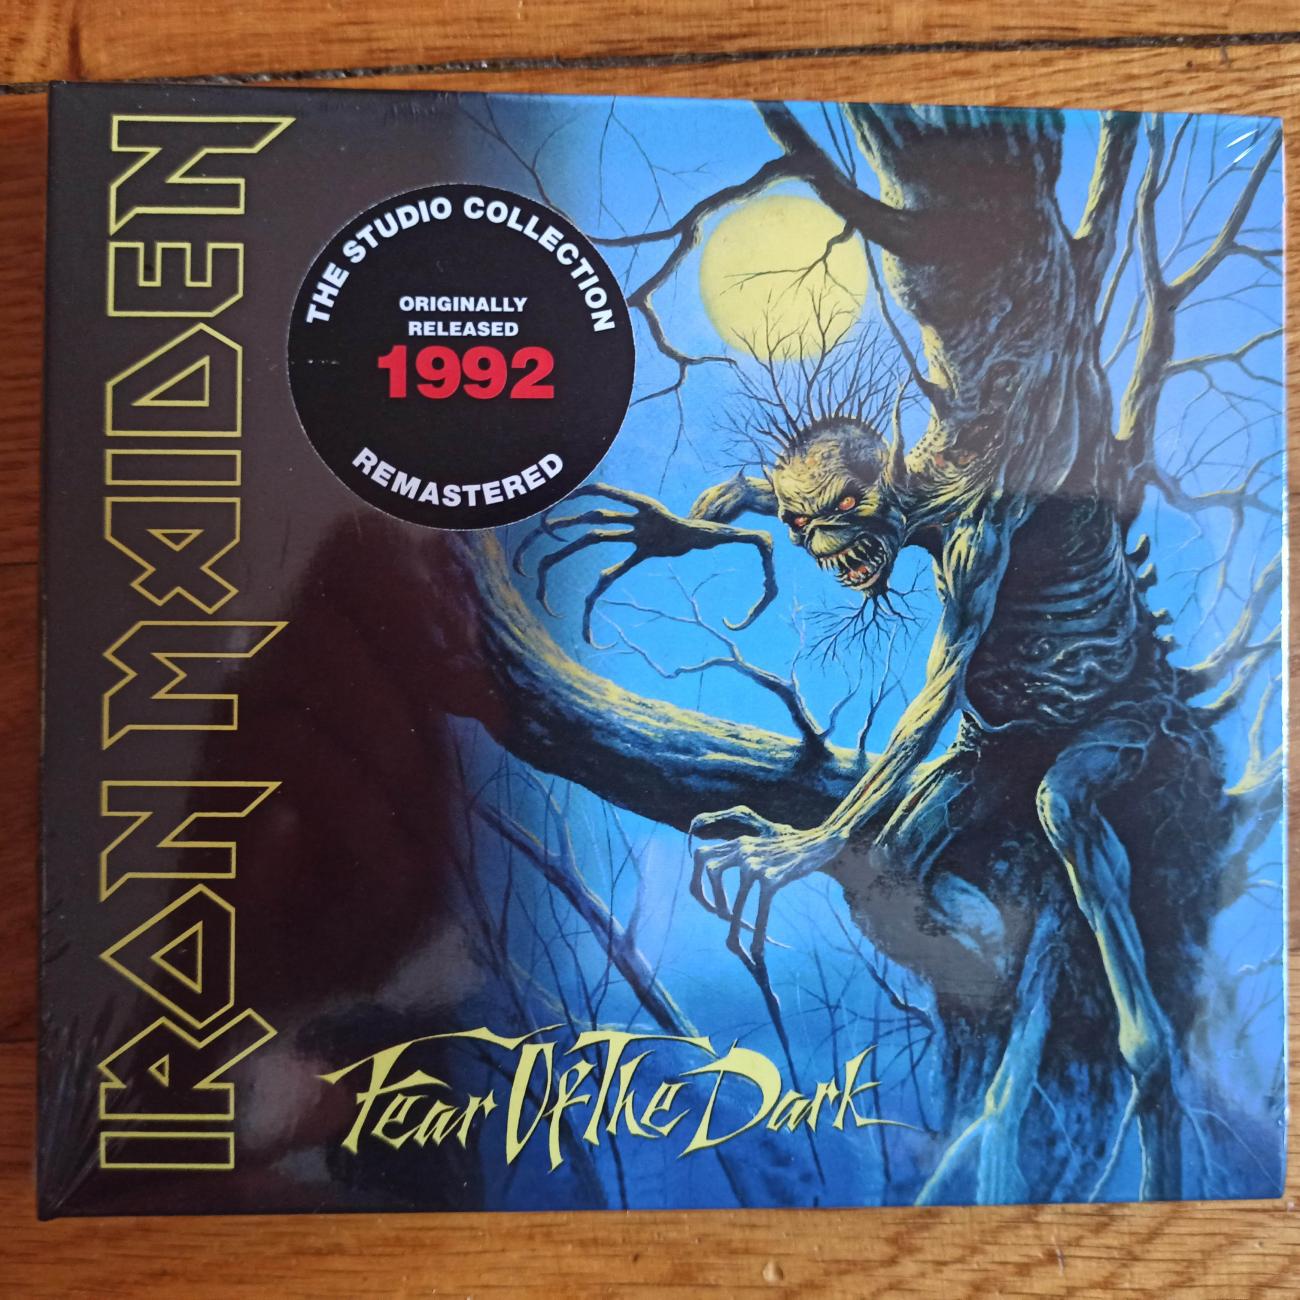 IRON MAIDEN
THE STUDIO COLLECTION
ORIGINALLY
RELEASED
1992
REMASTERED
Fear Of The Dark